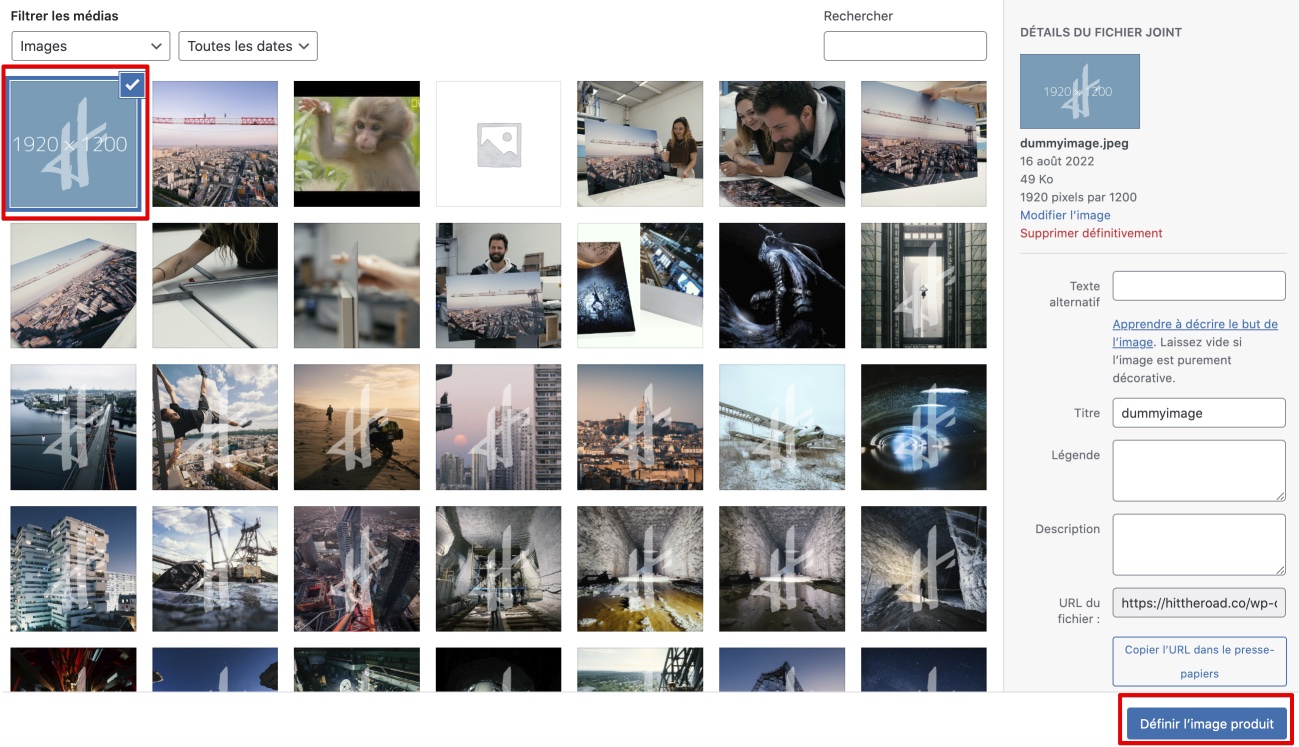 Filtrer les médias
Rechercher
Images
Toutes les dates
1920 x 1200
DÉTAILS DU FICHIER JOINT
1920 x 1200
dummyimage.jpeg
16 août 2022
49 Ko
1920 pixels par 1200
Modifier l’image
Supprimer définitivement
Texte
alternatif
Apprendre à décrire le but de
l’image. Laissez vide si
l’image est purement
décorative.
Titre
dummyimage
Légende
Description
URL du
fichier :
https://hittheroad.co/wp-c
Copier l’URL dans le presse-
papiers
Définir l’image produit